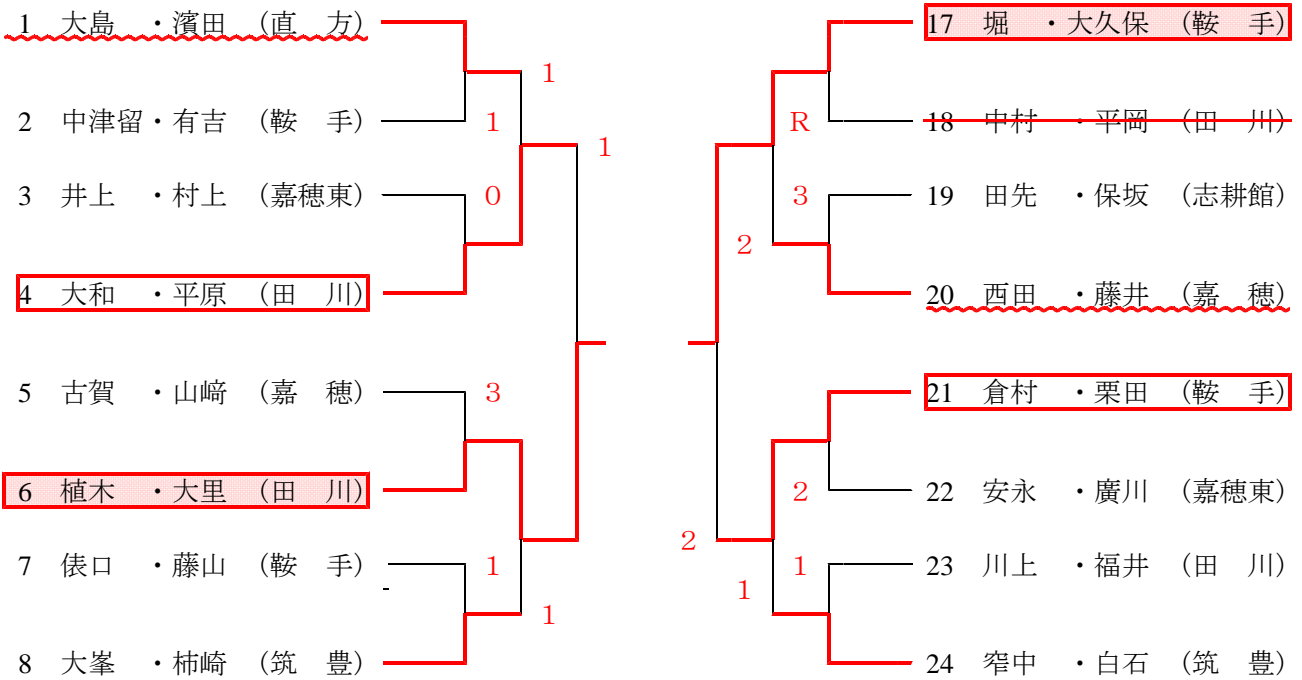 1 大島 ・濱田 (直 方)
1
2 中津留・有吉 (鞍 手)
1
1
3 井上 ・村上 (嘉穂東)
0
4 大和 ・平原 (田 川)
5 古賀 ・山﨑 (嘉 穂)
3
6 植木 ・大里 (田 川)
7 俵口 ・藤山 (鞍 手)
1
1
8 大峯 ・柿崎 (筑 豊)
17 堀 ・大久保 (鞍 手)
R
18 中村 ・平岡 (田 川)
3
19 田先 ・保坂 (志耕館)
2
20 西田 ・藤井 (嘉 穂)
21 倉村 ・栗田 (鞍 手)
2
22 安永 ・廣川 (嘉穂東)
2
1
23 川上 ・福井 (田 川)
1
24 窄中 ・白石 (筑 豊)